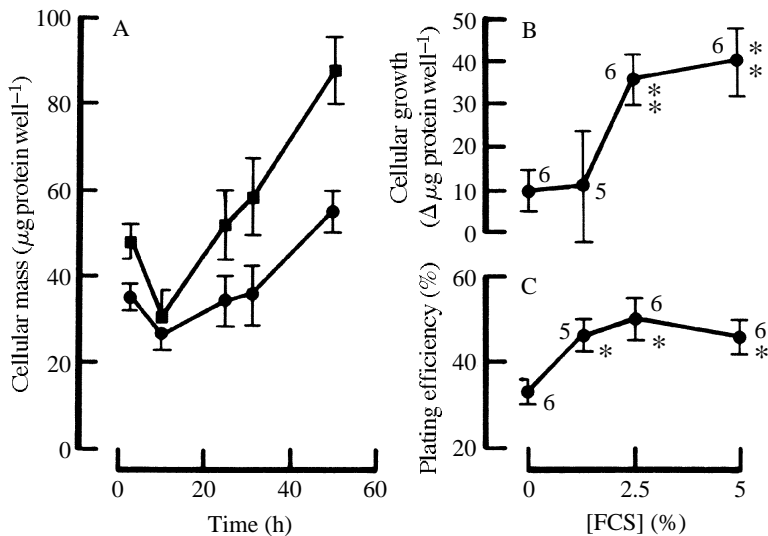 A
Cellular mass (μg protein well–1)
100
80
60
40
20
0
0 20 40 60
Time (h)
B
Cellular growth
(Δ μg protein well–1)
50
40
30
20
10
0
6
5
6
*
*
6
*
*
C
Plating efficiency (%)
60
40
20
6
5
*
6
*
6
*
0 2.5 5
[FCS] (%)